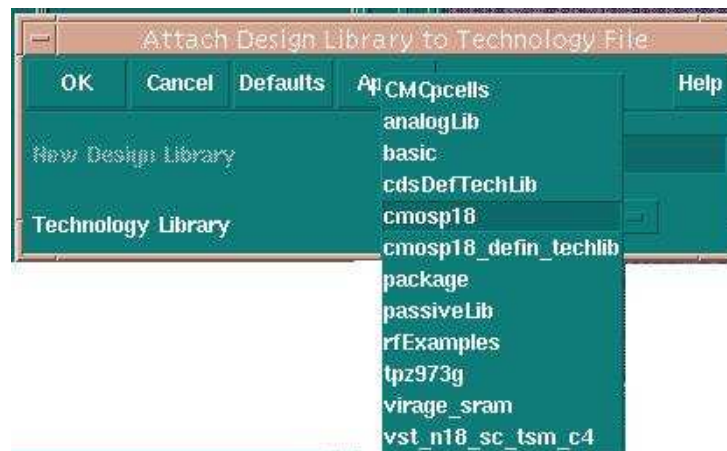 Attach Design Library to Technology File
OK Cancel Defaults Ap Help
CMCpcells
analogLib
New Design Library
basic
cdsDefTechLib
Technology Library
cmosp18
cmosp18_defin_techlib
package
passiveLib
rfExamples
tpz973g
virage_sram
vst_n18_sc_tsm_c4